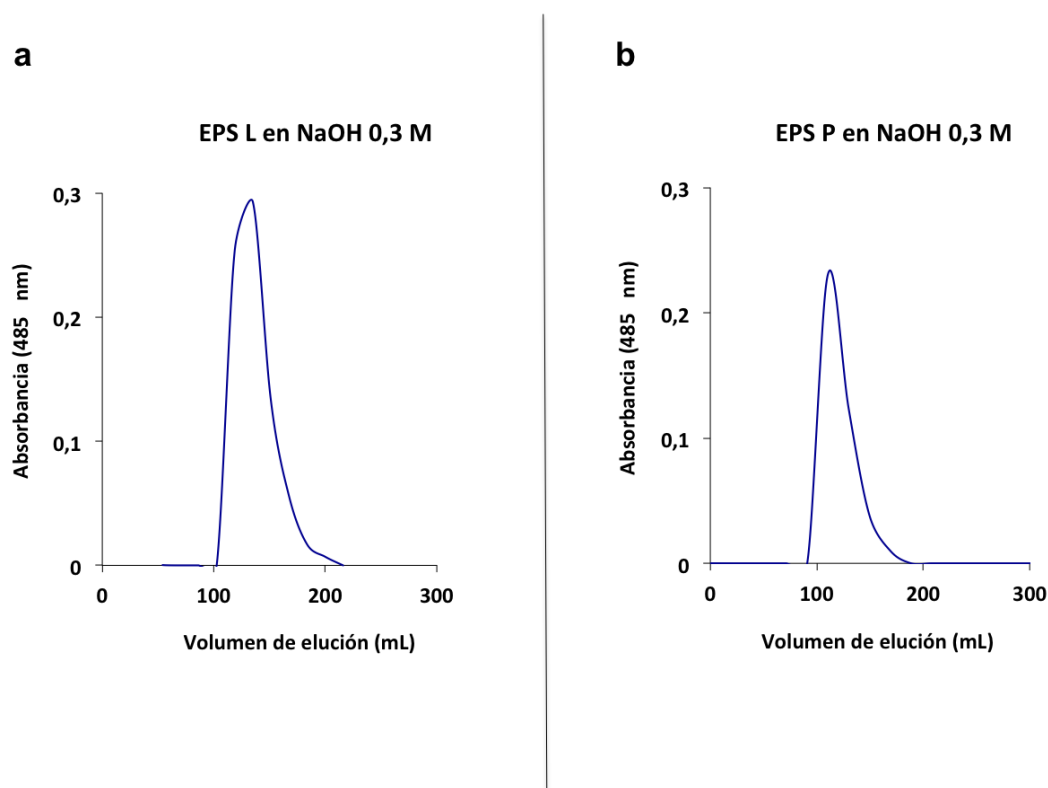 a
EPS L en NaOH 0,3 M
0,3
0,2
0,1
0
0
100
200
300
Absorbancia (485 nm)
Volumen de elución (mL)
b
EPS P en NaOH 0,3 M
0,3
0,2
0,1
0
0
100
200
300
Absorbancia (485 nm)
Volumen de elución (mL)